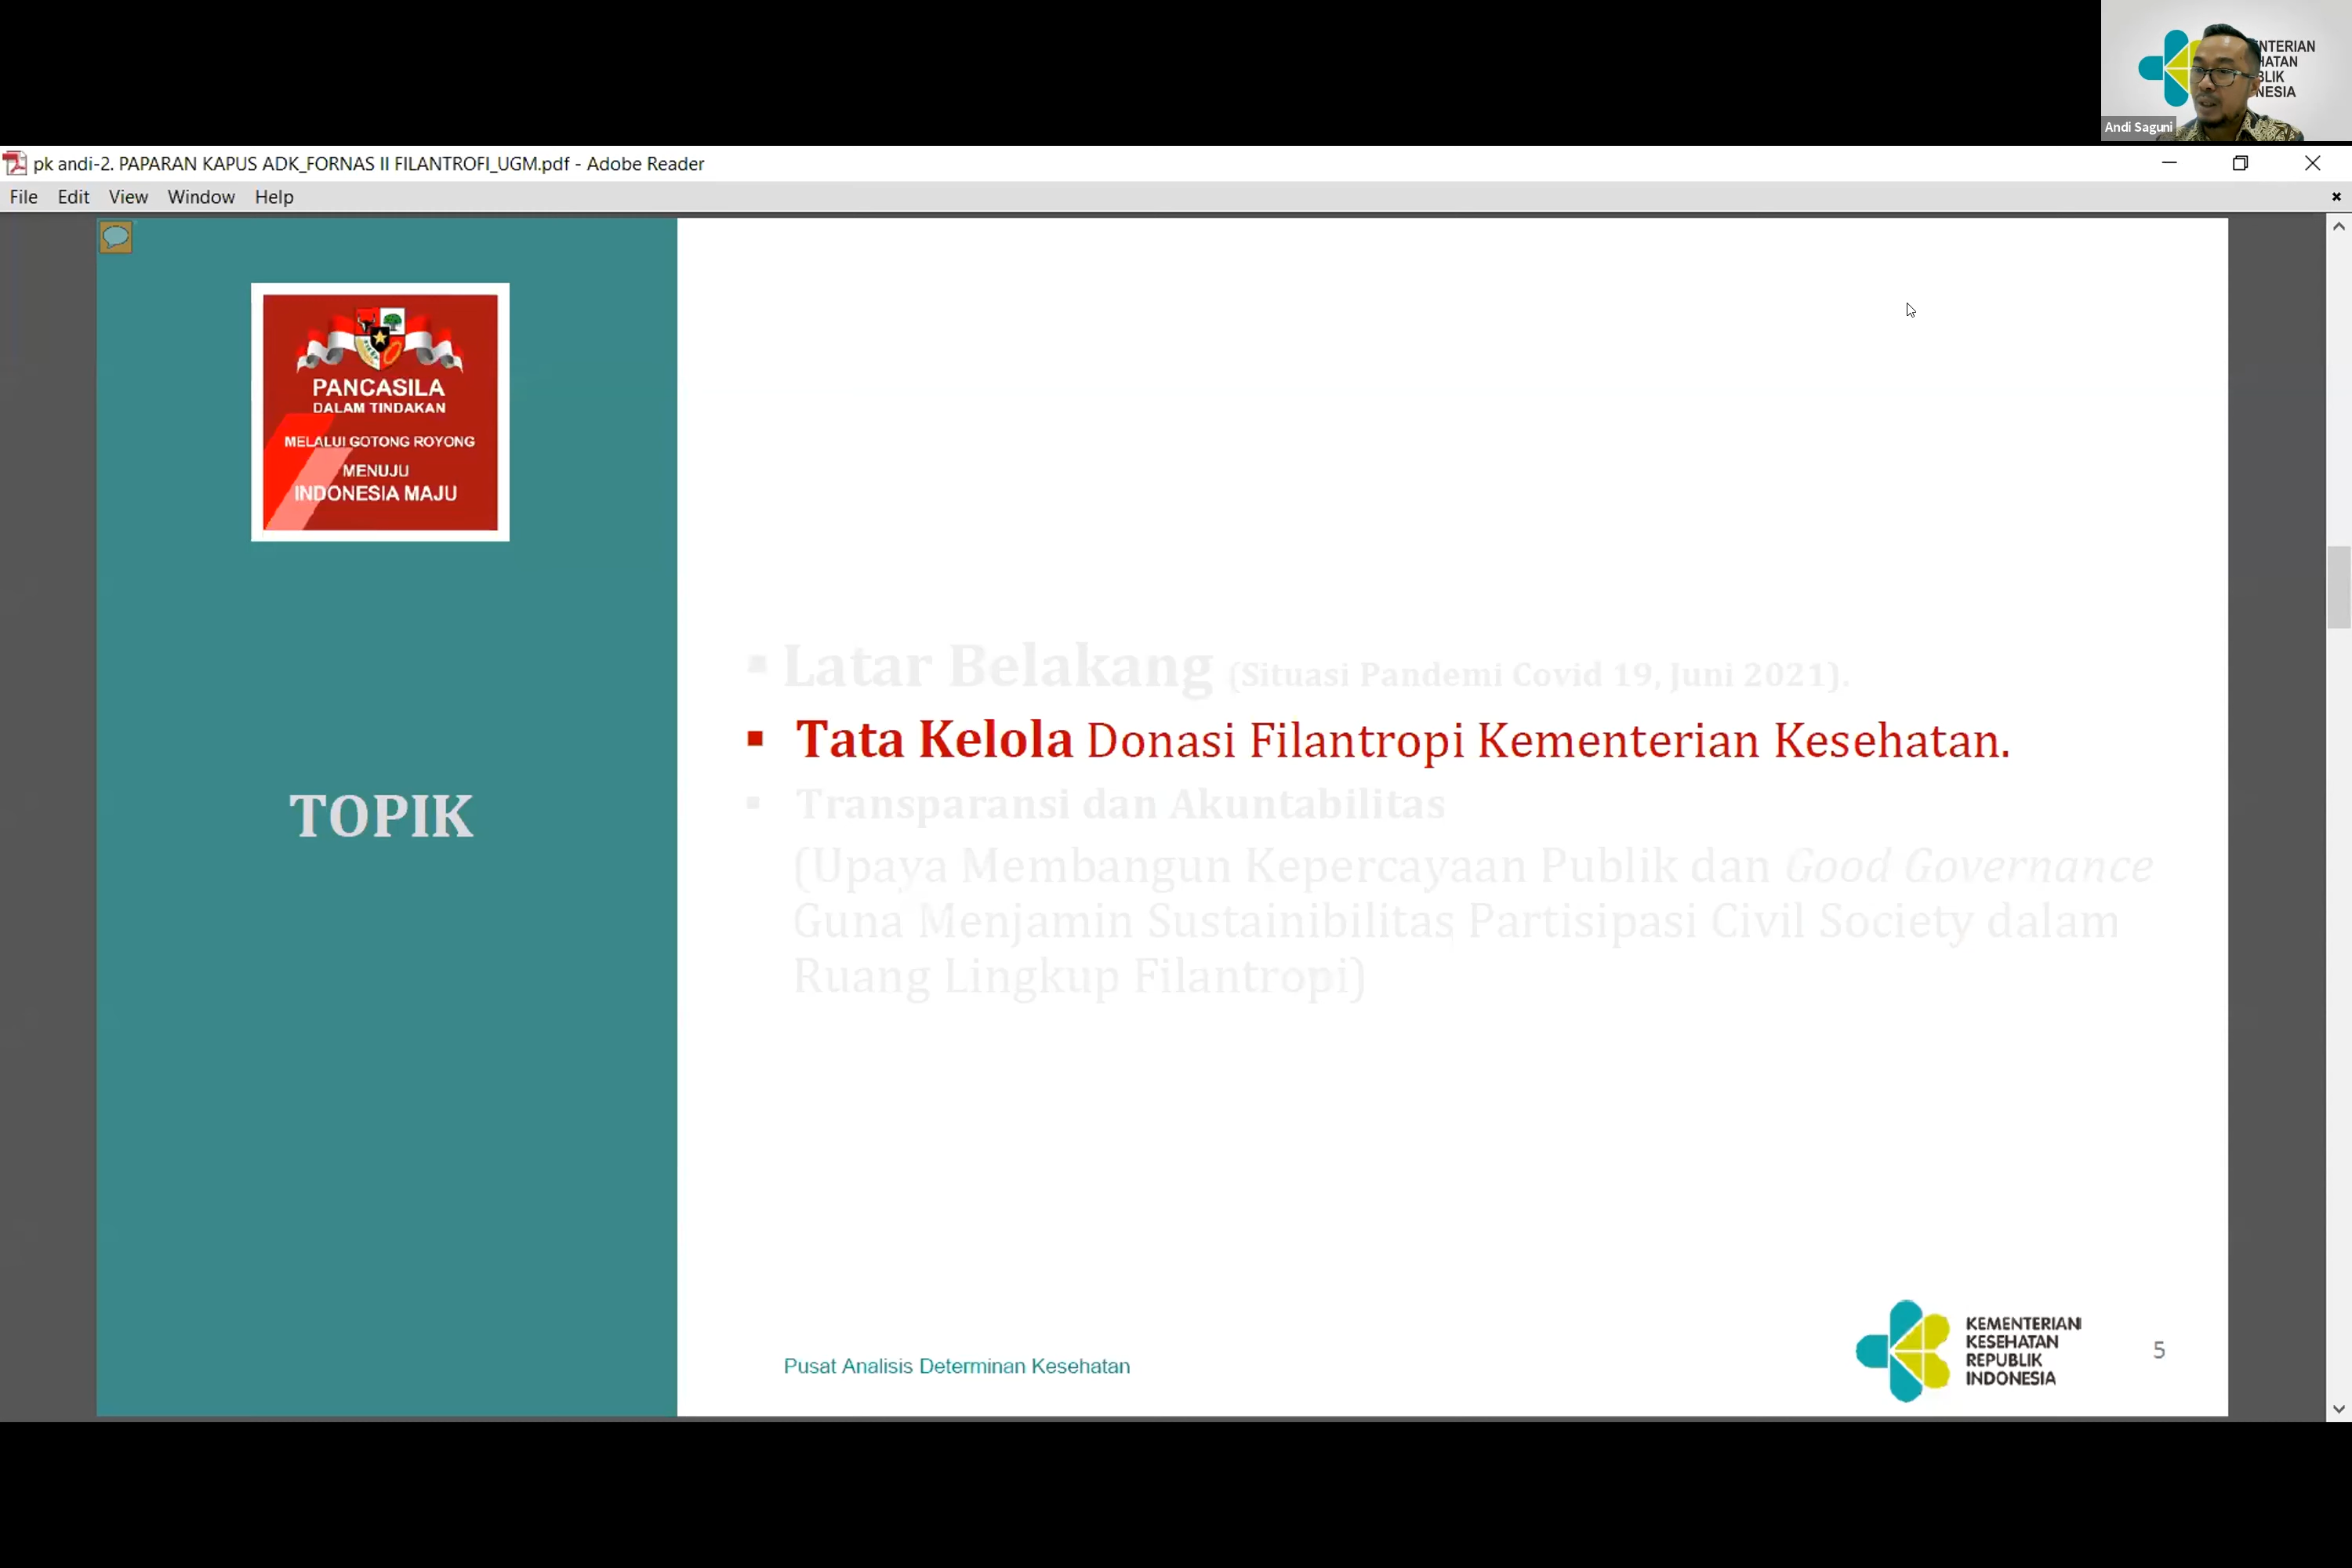 NTERIAN
HATAN
BLIK
NESIA
Andi Saguni
pk andi-2. PAPARAN KAPUS ADK_FORNAS II FILANTROFI_UGM.pdf - Adobe Reader
File Edit View Window Help
PANCASILA
DALAM TINDAKAN
MELALUI GOTONG ROYONG
MENUJU
INDONESIA MAJU
TOPIK
▪ Latar Belakang (Situasi Pandemi Covid 19, Juni 2021).
▪ Tata Kelola Donasi Filantropi Kementerian Kesehatan.
▪ Transparansi dan Akuntabilitas
(Upaya Membangun Kepercayaan Publik dan Good Governance
Guna Menjamin Sustainibilitas Partisipasi Civil Society dalam
Ruang Lingkup Filantropi)
Pusat Analisis Determinan Kesehatan
KEMENTERIAN
KESEHATAN
REPUBLIK
INDONESIA
5